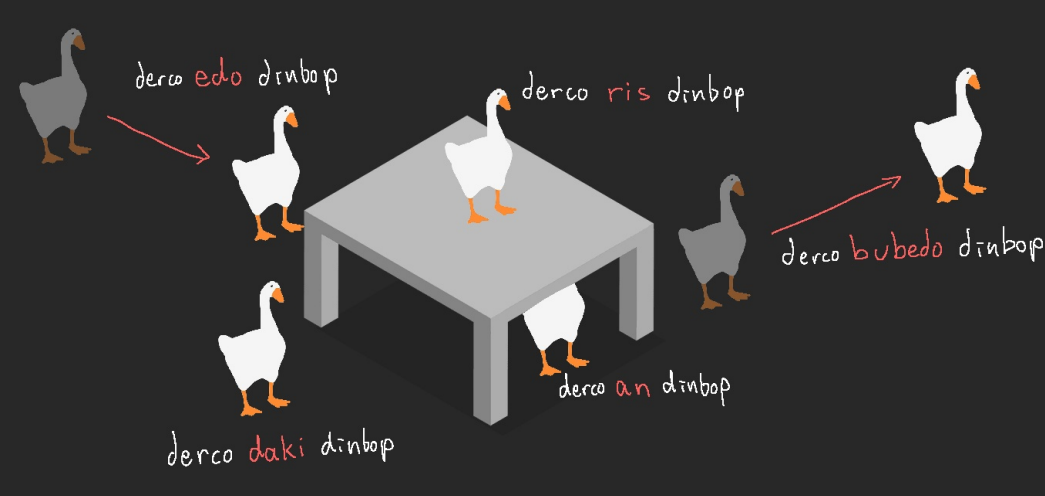 derco edo dinbop
derco ris dinbop
derco bubedo dinbop
derco an dinbop
derco daki dinbop